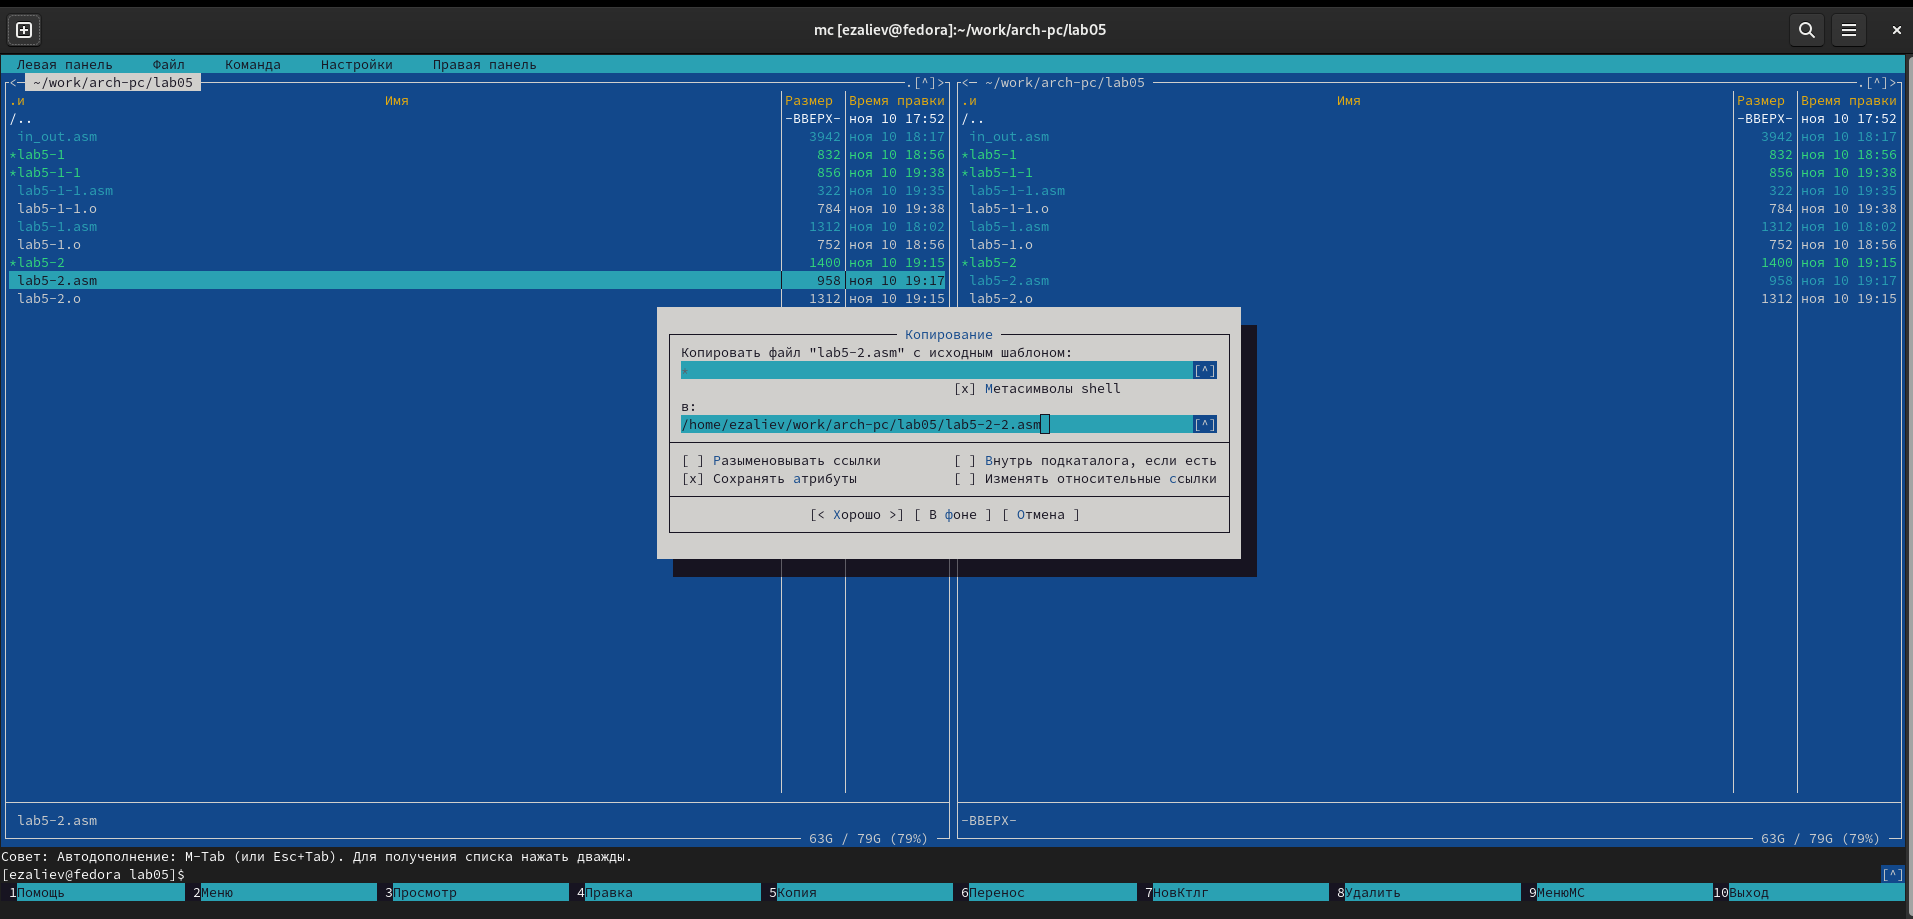 mc [ezaliev@fedora]:~/work/arch-pc/lab05
Левая панель Файл Команда Настройки Правая панель
<— ~/work/arch-pc/lab05 .[^]> <— ~/work/arch-pc/lab05 .[^]>
.и Имя Размер Время правки .и Имя Размер Время правки
/.. -ВВЕРХ- ноя 10 17:52 /.. -ВВЕРХ- ноя 10 17:52
in_out.asm 3942 ноя 10 18:17 in_out.asm 3942 ноя 10 18:17
*lab5-1 832 ноя 10 18:56 *lab5-1 832 ноя 10 18:56
*lab5-1-1 856 ноя 10 19:38 *lab5-1-1 856 ноя 10 19:38
lab5-1-1.asm 322 ноя 10 19:35 lab5-1-1.asm 322 ноя 10 19:35
lab5-1-1.o 784 ноя 10 19:38 lab5-1-1.o 784 ноя 10 19:38
lab5-1.asm 1312 ноя 10 18:02 lab5-1.asm 1312 ноя 10 18:02
lab5-1.o 752 ноя 10 18:56 lab5-1.o 752 ноя 10 18:56
*lab5-2 1400 ноя 10 19:15 *lab5-2 1400 ноя 10 19:15
lab5-2.asm 958 ноя 10 19:17 lab5-2.asm 958 ноя 10 19:17
lab5-2.o 1312 ноя 10 19:15 lab5-2.o 1312 ноя 10 19:15
Копирование
Копировать файл "lab5-2.asm" с исходным шаблоном:
* [^]
[x] Метасимволы shell
в:
/home/ezaliev/work/arch-pc/lab05/lab5-2-2.asm [^]
[ ] Разыменовывать ссылки [ ] Внутрь подкаталога, если есть
[x] Сохранять атрибуты [ ] Изменять относительные ссылки
[< Хорошо >] [ В фоне ] [ Отмена ]
lab5-2.asm -ВВЕРХ-
63G / 79G (79%) 63G / 79G (79%)
Совет: Автодополнение: M-Tab (или Esc+Tab). Для получения списка нажать дважды.
[ezaliev@fedora lab05]$ [^]
1Помощь 2Меню 3Просмотр 4Правка 5Копия 6Перенос 7НовКтлг 8Удалить 9МенюMC 10Выход